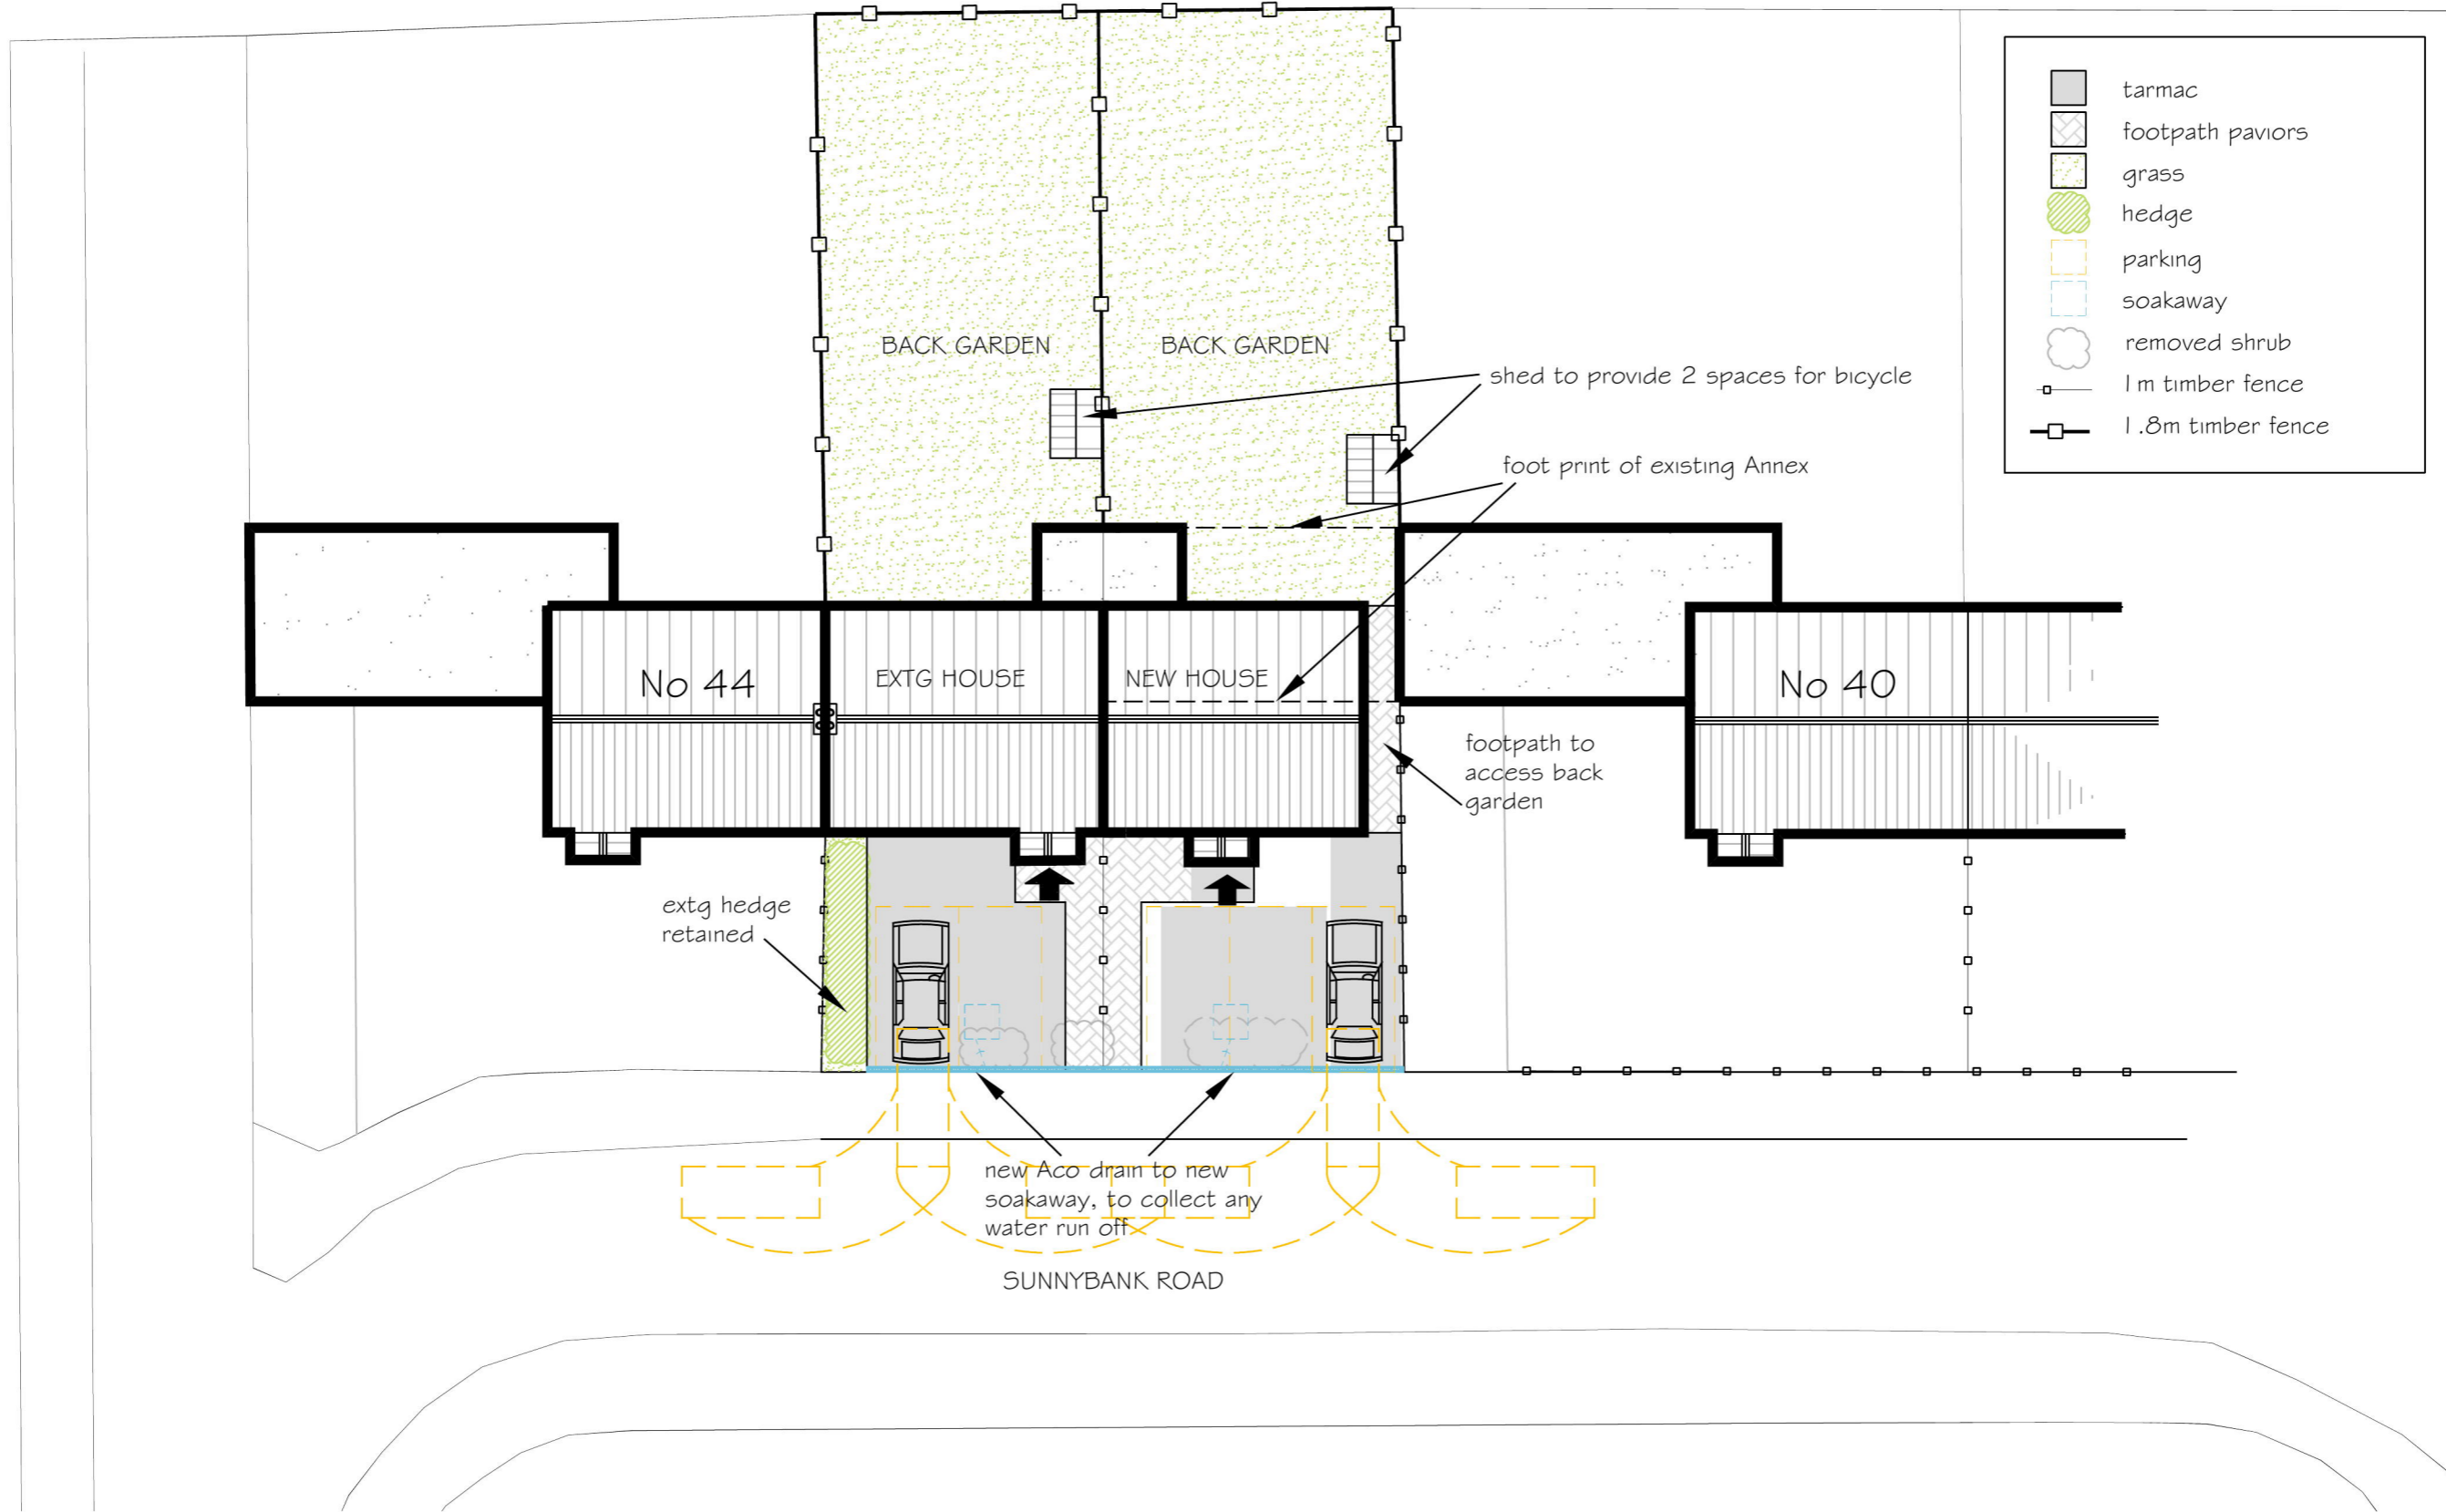 tarmac
footpath paviors
grass
hedge
parking
soakaway
removed shrub
1m timber fence
1.8m timber fence
BACK GARDEN
BACK GARDEN
shed to provide 2 spaces for bicycle
foot print of existing Annex
No 44
EXTG HOUSE
NEW HOUSE
No 40
footpath to
access back
garden
extg hedge
retained
new Aco drain to new
soakaway, to collect any
water run off
SUNNYBANK ROAD